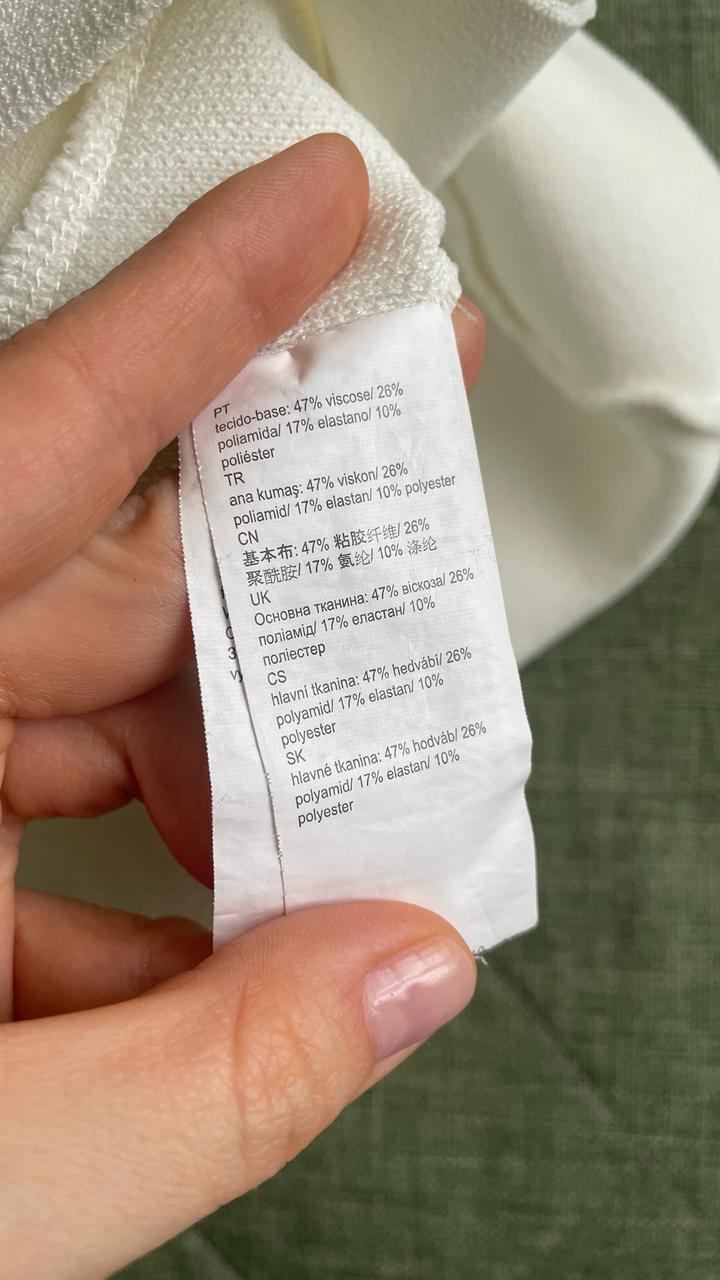 PT
tecido-base: 47% viscose/ 26%
poliamida/ 17% elastano/ 10%
poliéster
TR
ana kumaş: 47% viskon/ 26%
poliamid/ 17% elastan/ 10% polyester
CN
基本布: 47% 粘胶纤维/ 26%
聚酰胺/ 17% 氨纶/ 10% 涤纶
UK
Основна тканина: 47% віскоза/ 26%
поліамід/ 17% еластан/ 10%
поліестер
CS
hlavní tkanina: 47% hedvábí/ 26%
polyamid/ 17% elastan/ 10%
polyester
SK
hlavné tkanina: 47% hodváb/ 26%
polyamid/ 17% elastan/ 10%
polyester